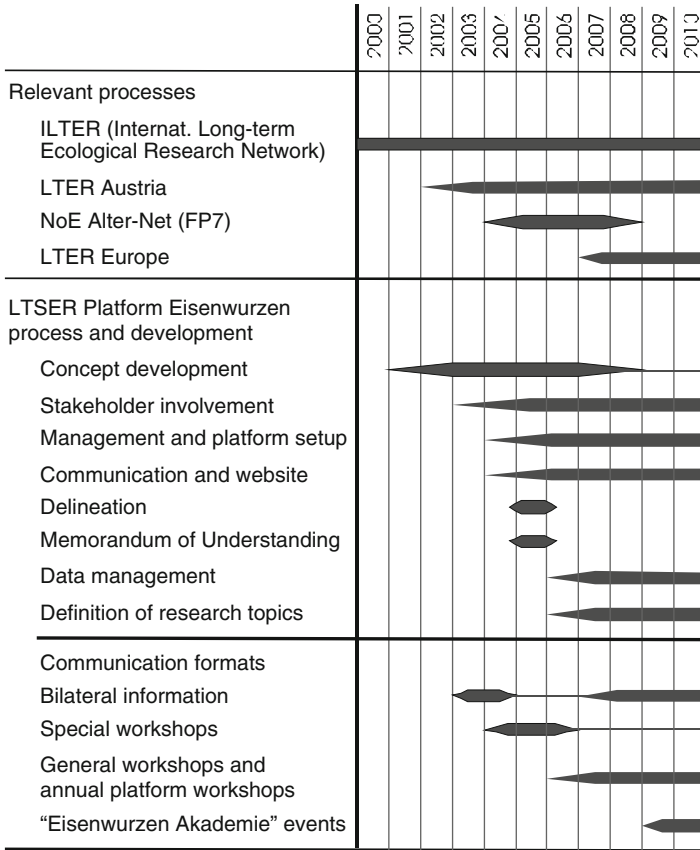 2000 2001 2002 2003 2004 2005 2006 2007 2008 2009 2010
Relevant processes
ILTER (Internat. Long-term
Ecological Research Network)
LTER Austria
NoE Alter-Net (FP7)
LTER Europe
LTSER Platform Eisenwurzen
process and development
Concept development
Stakeholder involvement
Management and platform setup
Communication and website
Delineation
Memorandum of Understanding
Data management
Definition of research topics
Communication formats
Bilateral information
Special workshops
General workshops and
annual platform workshops
“Eisenwurzen Akademie” events